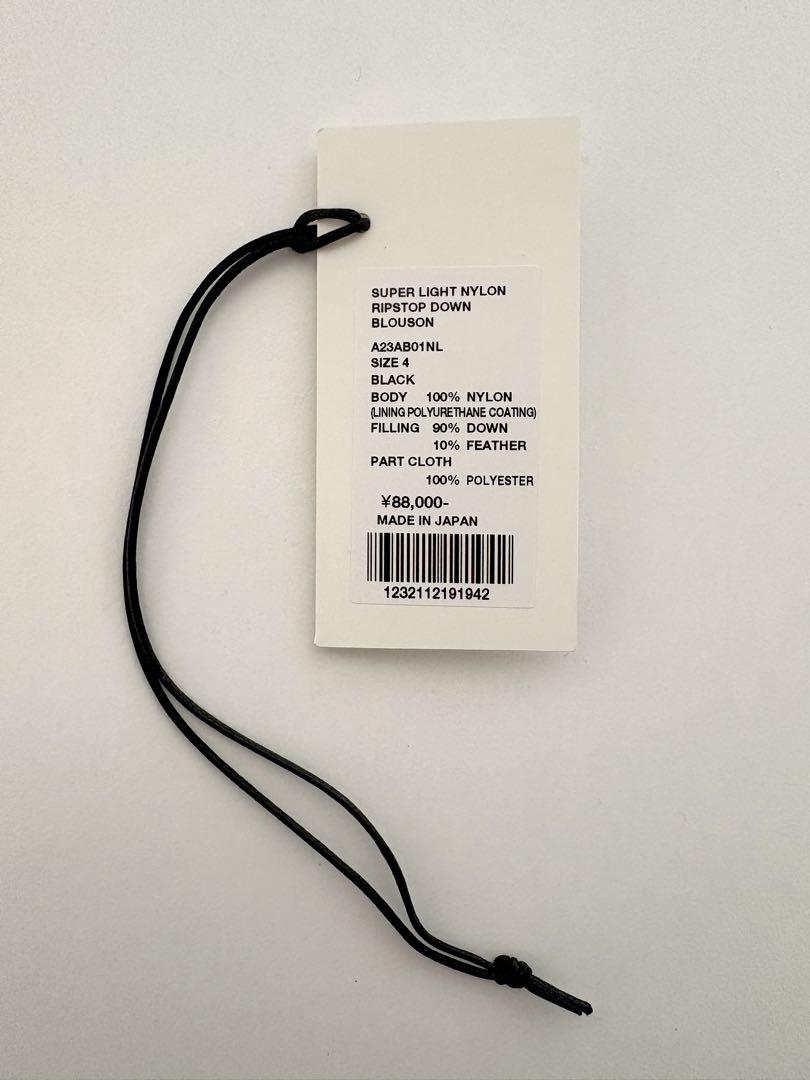 SUPER LIGHT NYLON
RIPSTOP DOWN
BLOUSON
A23AB01NL
SIZE 4
BLACK
BODY 100% NYLON
(LINING POLYURETHANE COATING)
FILLING 90% DOWN
10% FEATHER
PART CLOTH
100% POLYESTER
¥88,000-
MADE IN JAPAN
1232112191942